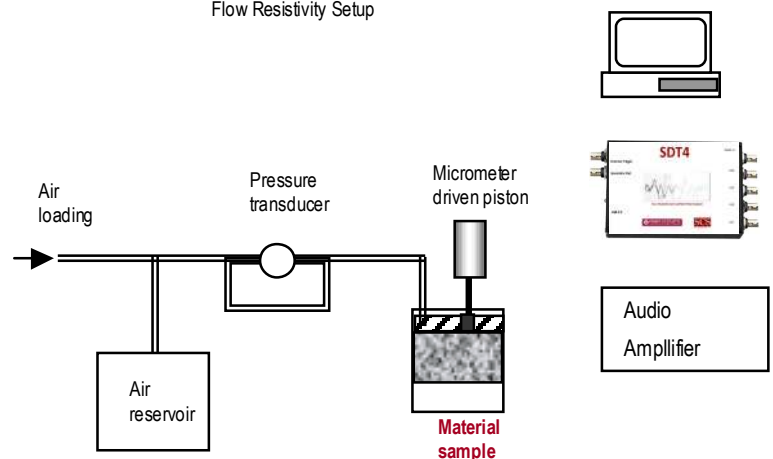 Flow Resistivity Setup
SDT4
Air
loading
Pressure
transducer
Micrometer
driven piston
Audio
Ampllifier
Air
reservoir
Material
sample